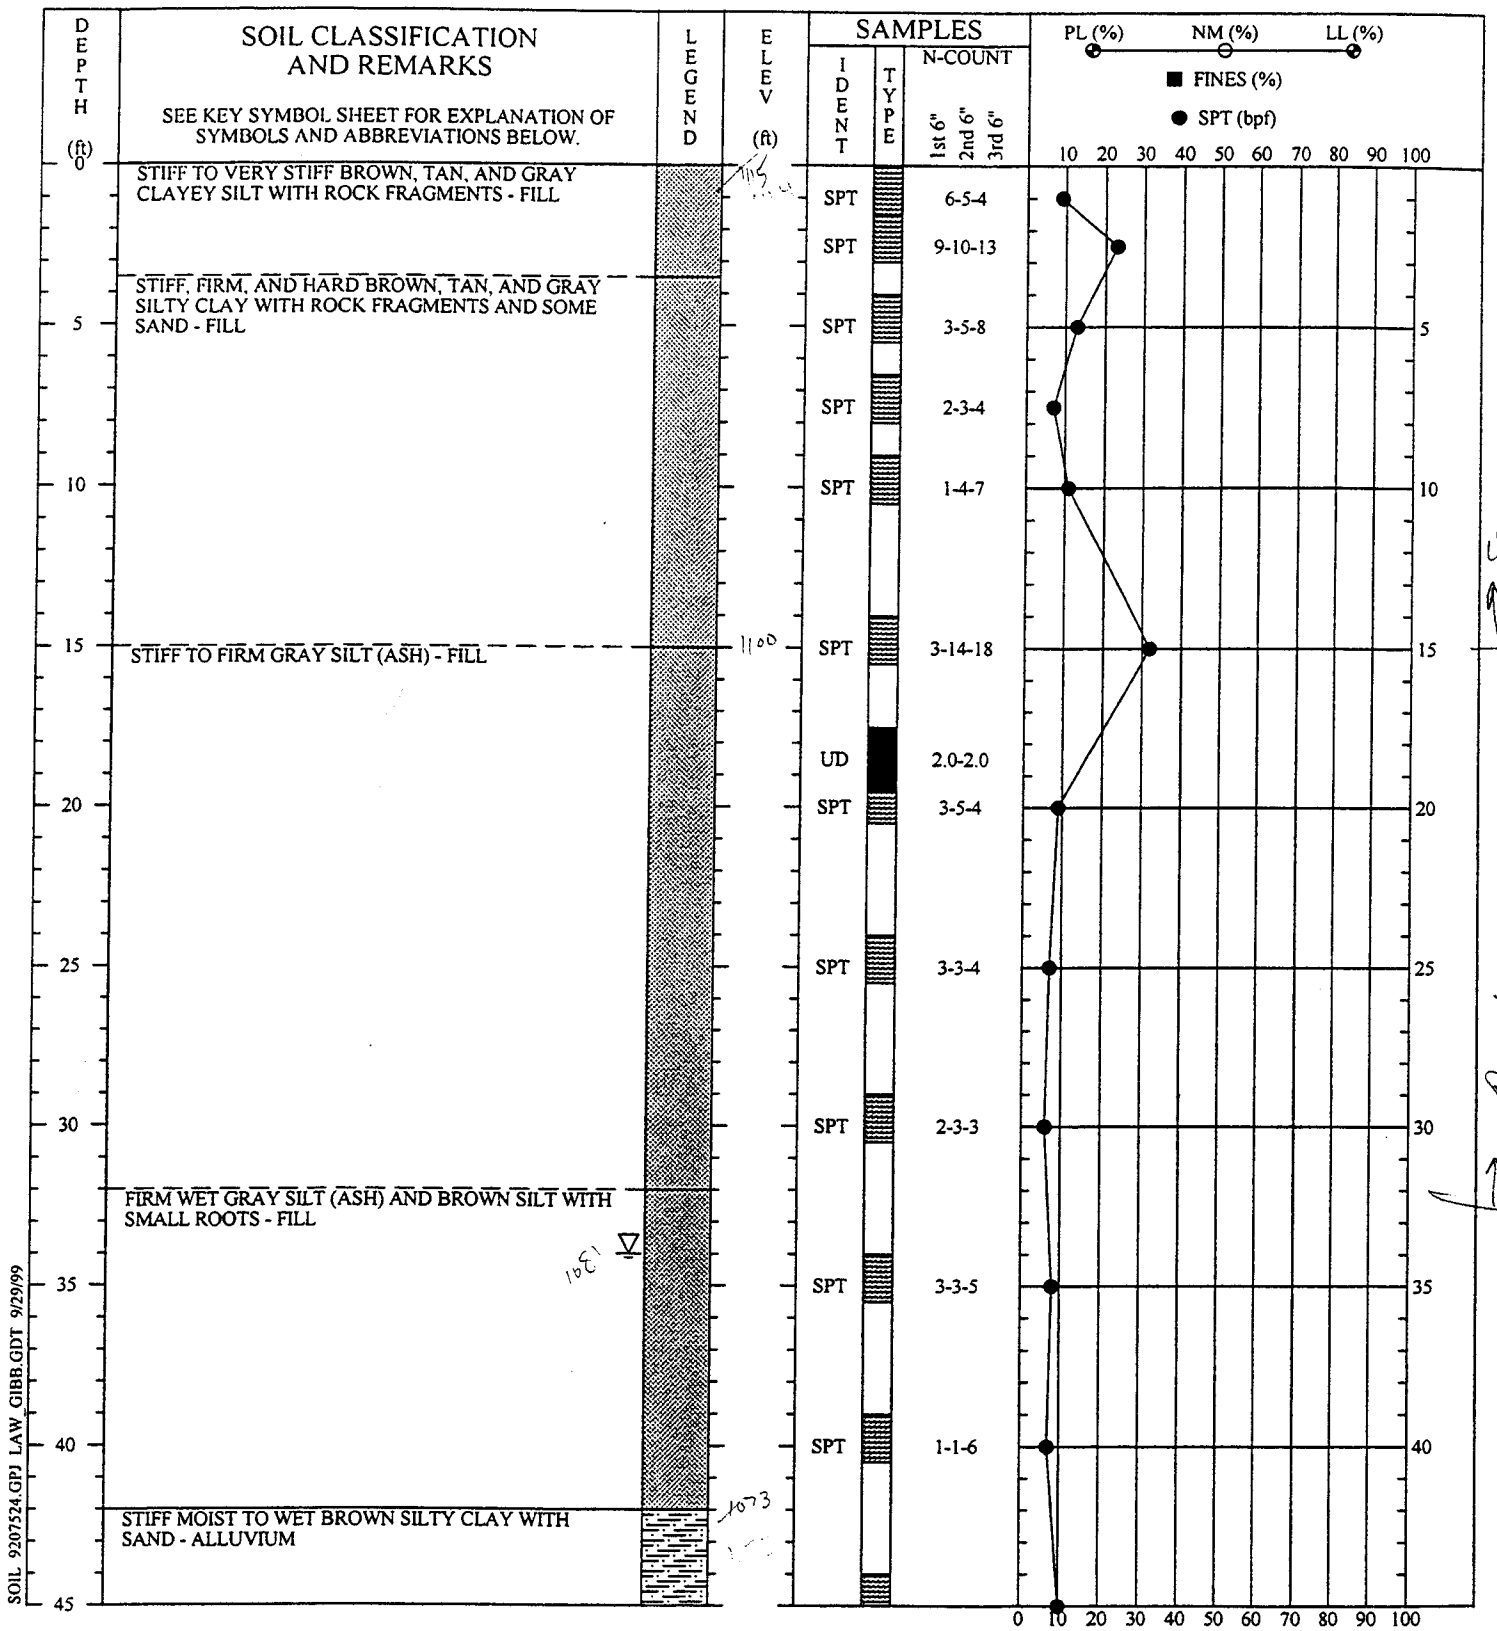 DEPTH
(ft)
SOIL CLASSIFICATION
AND REMARKS
SEE KEY SYMBOL SHEET FOR EXPLANATION OF
SYMBOLS AND ABBREVIATIONS BELOW.
LEGEND
ELEV
(ft)
SAMPLES
IDENT
TYPE
N-COUNT
1st 6"
2nd 6"
3rd 6"
PL (%) NM (%) LL (%)
FINES (%)
SPT (bpf)
10 20 30 40 50 60 70 80 90 100
0
STIFF TO VERY STIFF BROWN, TAN, AND GRAY
CLAYEY SILT WITH ROCK FRAGMENTS - FILL
SPT 6-5-4
SPT 9-10-13
STIFF, FIRM, AND HARD BROWN, TAN, AND GRAY
SILTY CLAY WITH ROCK FRAGMENTS AND SOME
SAND - FILL
5 SPT 3-5-8 5
SPT 2-3-4
10 SPT 1-4-7 10
15 1100 SPT 3-14-18 15
STIFF TO FIRM GRAY SILT (ASH) - FILL
UD 2.0-2.0
20 SPT 3-5-4 20
25 SPT 3-3-4 25
30 SPT 2-3-3 30
FIRM WET GRAY SILT (ASH) AND BROWN SILT WITH
SMALL ROOTS - FILL
35 SPT 3-3-5 35
40 SPT 1-1-6 40
1073
STIFF MOIST TO WET BROWN SILTY CLAY WITH
SAND - ALLUVIUM
45
0 10 20 30 40 50 60 70 80 90 100
SOIL 9207524.GPJ LAW_GIBB.GDT 9/29/99